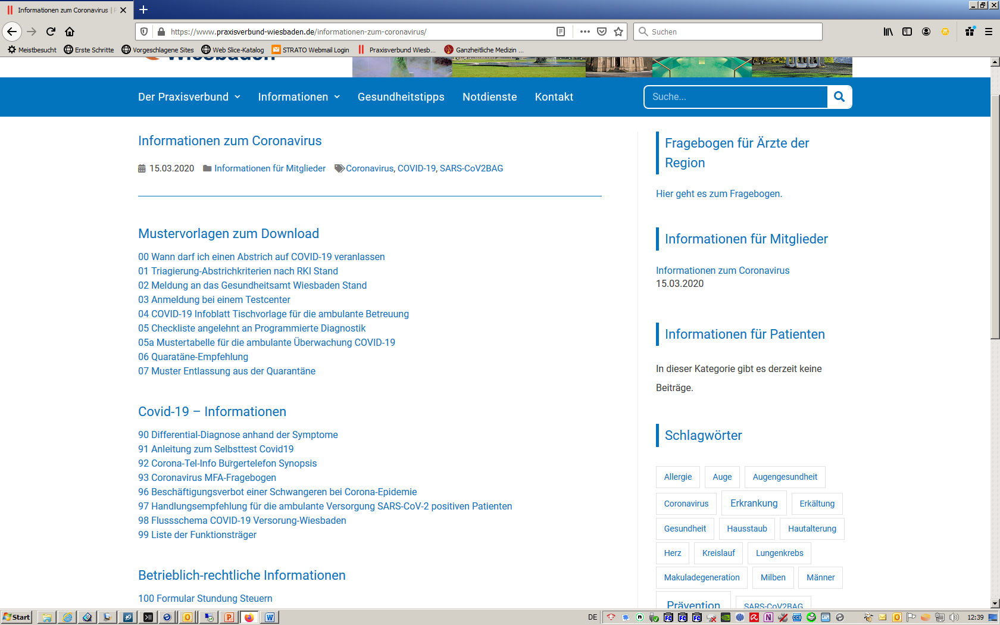 Informationen zum Coronavirus |
https://www.praxisverbund-wiesbaden.de/informationen-zum-coronavirus/
Suchen
Meistbesucht Erste Schritte Vorgeschlagene Sites Web Slice-Katalog STRATO Webmail Login Praxisverbund Wiesb... Ganzheitliche Medizin ...
Wiesbaden
Der Praxisverbund Informationen Gesundheitstipps Notdienste Kontakt Suche...
Informationen zum Coronavirus
15.03.2020 Informationen für Mitglieder Coronavirus, COVID-19, SARS-CoV2BAG
Mustervorlagen zum Download
00 Wann darf ich einen Abstrich auf COVID-19 veranlassen
01 Triagierung-Abstrichkriterien nach RKI Stand
02 Meldung an das Gesundheitsamt Wiesbaden Stand
03 Anmeldung bei einem Testcenter
04 COVID-19 Infoblatt Tischvorlage für die ambulante Betreuung
05 Checkliste angelehnt an Programmierte Diagnostik
05a Mustertabelle für die ambulante Überwachung COVID-19
06 Quaratäne-Empfehlung
07 Muster Entlassung aus der Quarantäne
Covid-19 – Informationen
90 Differential-Diagnose anhand der Symptome
91 Anleitung zum Selbsttest Covid19
92 Corona-Tel-Info Bürgertelefon Synopsis
93 Coronavirus MFA-Fragebogen
96 Beschäftigungsverbot einer Schwangeren bei Corona-Epidemie
97 Handlungsempfehlung für die ambulante Versorgung SARS-CoV-2 positiven Patienten
98 Flussschema COVID-19 Versorung-Wiesbaden
99 Liste der Funktionsträger
Betrieblich-rechtliche Informationen
100 Formular Stundung Steuern
Fragebogen für Ärzte der
Region
Hier geht es zum Fragebogen.
Informationen für Mitglieder
Informationen zum Coronavirus
15.03.2020
Informationen für Patienten
In dieser Kategorie gibt es derzeit keine
Beiträge.
Schlagwörter
Allergie Auge Augengesundheit
Coronavirus Erkrankung Erkältung
Gesundheit Hausstaub Hautalterung
Herz Kreislauf Lungenkrebs
Makuladegeneration Milben Männer
Prävention SARS-CoV2BAG
Start DE 12:39